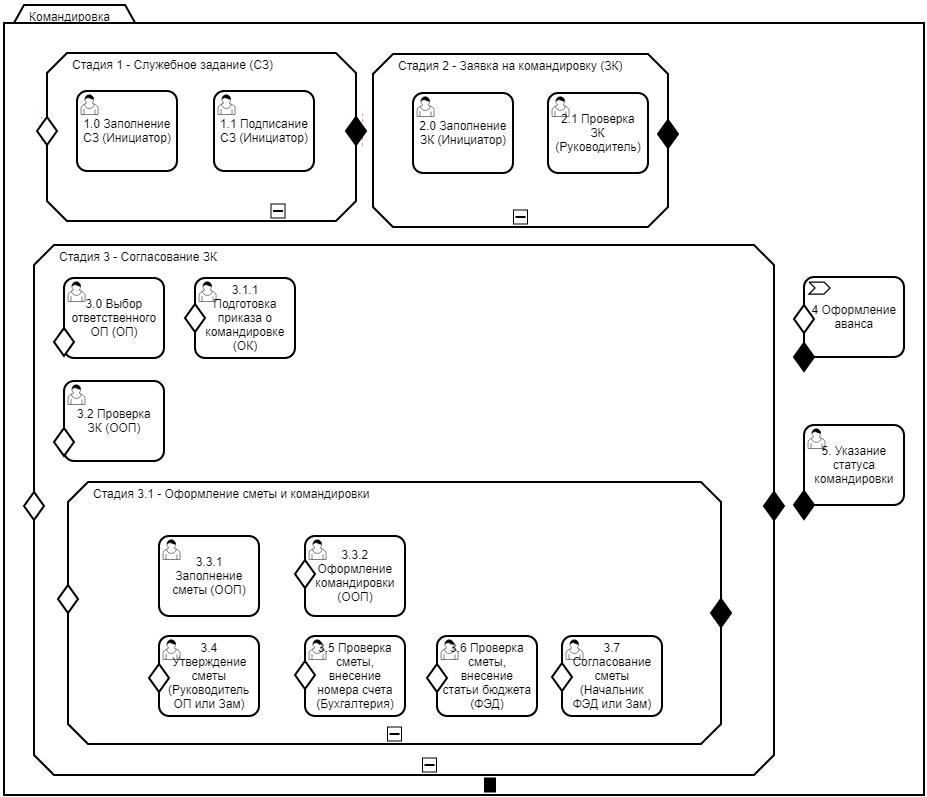 Командировка
Стадия 1 - Служебное задание (СЗ)
1.0 Заполнение
СЗ (Инициатор)
1.1 Подписание
СЗ (Инициатор)
Стадия 2 - Заявка на командировку (ЗК)
2.0 Заполнение
ЗК (Инициатор)
2.1 Проверка
ЗК
(Руководитель)
Стадия 3 - Согласование ЗК
3.0 Выбор
ответственного
ОП (ОП)
3.1.1
Подготовка
приказа о
командировке
(ОК)
4 Оформление
аванса
3.2 Проверка
ЗК (ООП)
5. Указание
статуса
командировки
Стадия 3.1 - Оформление сметы и командировки
3.3.1
Заполнение
сметы (ООП)
3.3.2
Оформление
командировки
(ООП)
3.4
Утверждение
сметы
(Руководитель
ОП или Зам)
3.5 Проверка
сметы,
внесение
номера счета
(Бухгалтерия)
3.6 Проверка
сметы,
внесение
статьи бюджета
(ФЭД)
3.7
Согласование
сметы
(Начальник
ФЭД или Зам)